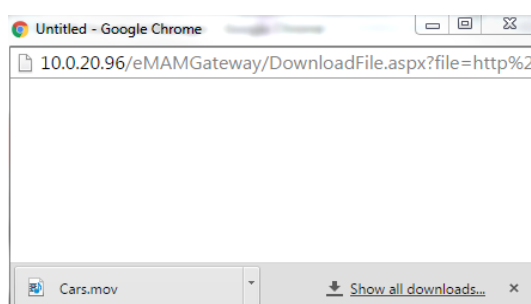 Untitled - Google Chrome
10.0.20.96/eMAMGateway/DownloadFile.aspx?file=http%2
Cars.mov
Show all downloads...